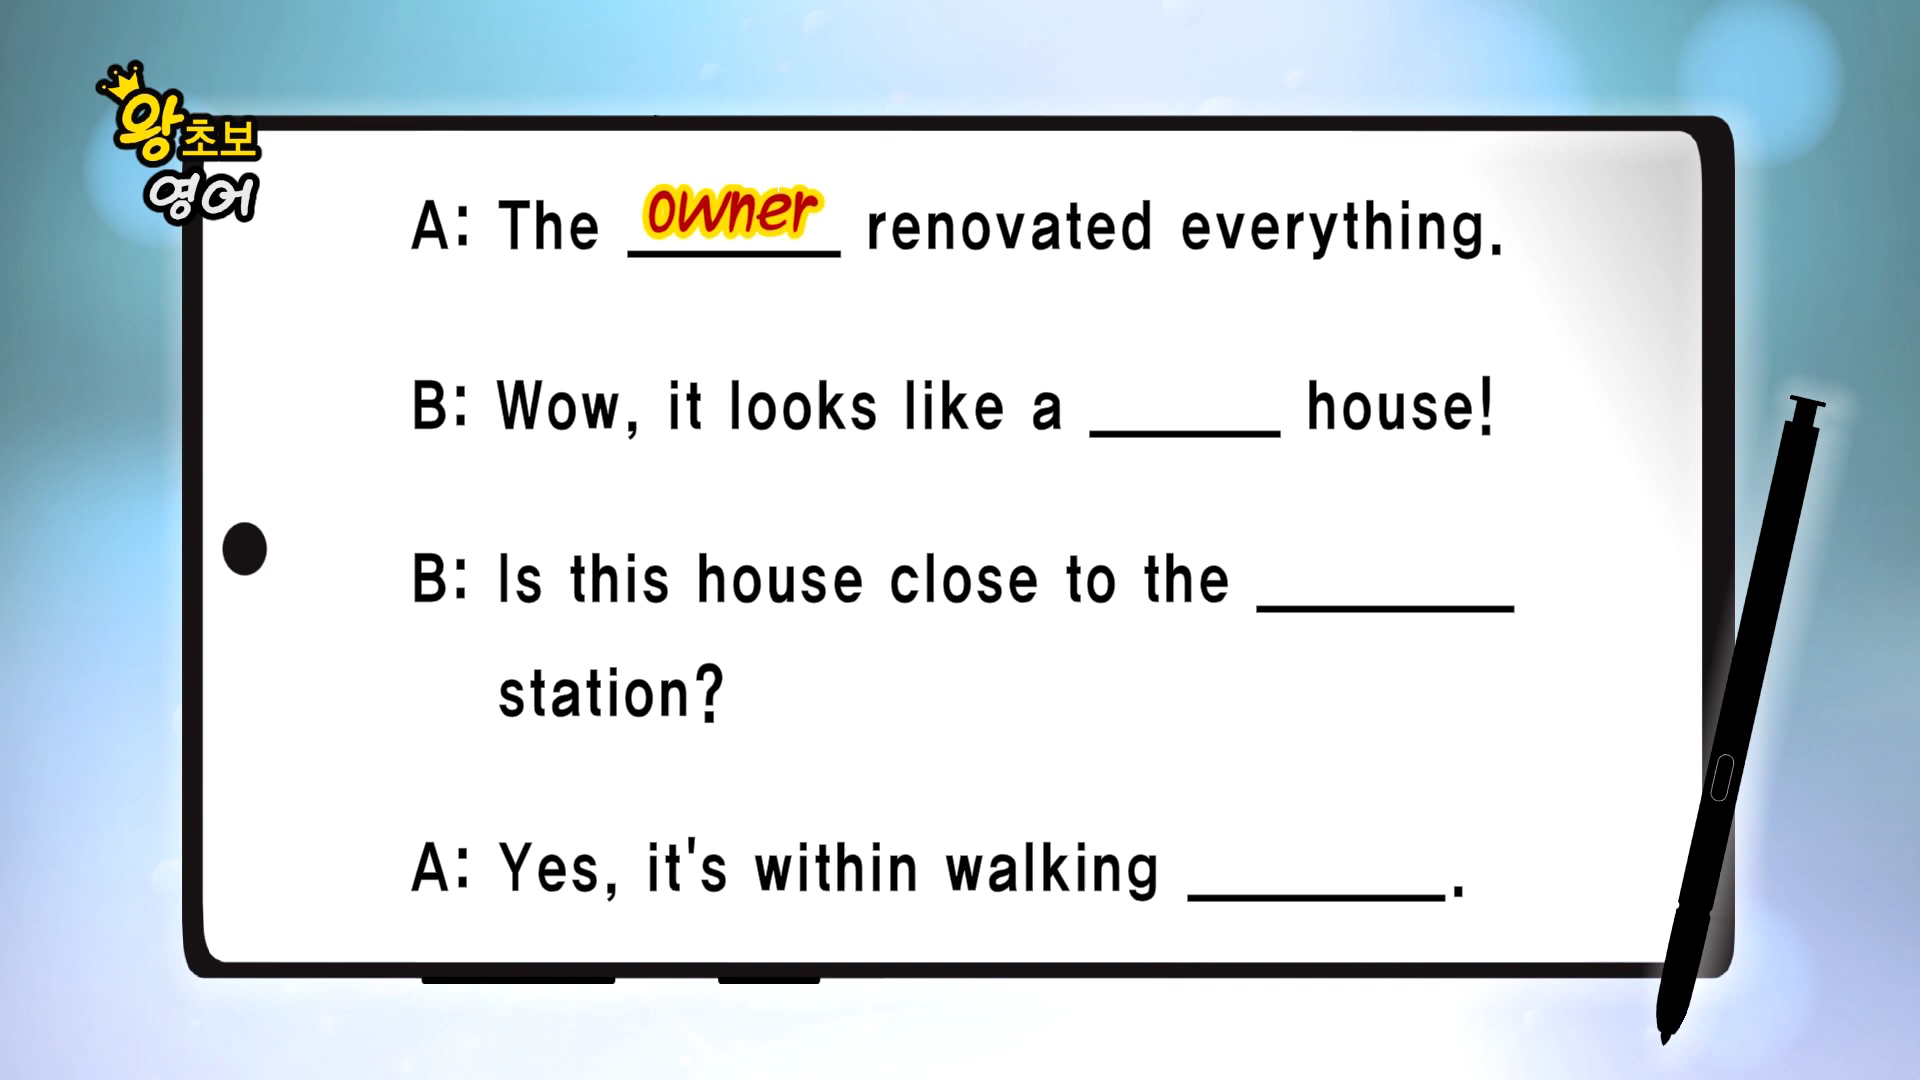 왕초보
영어
A: The owner renovated everything.
B: Wow, it looks like a ______ house!
B: Is this house close to the ________
station?
A: Yes, it's within walking ________.